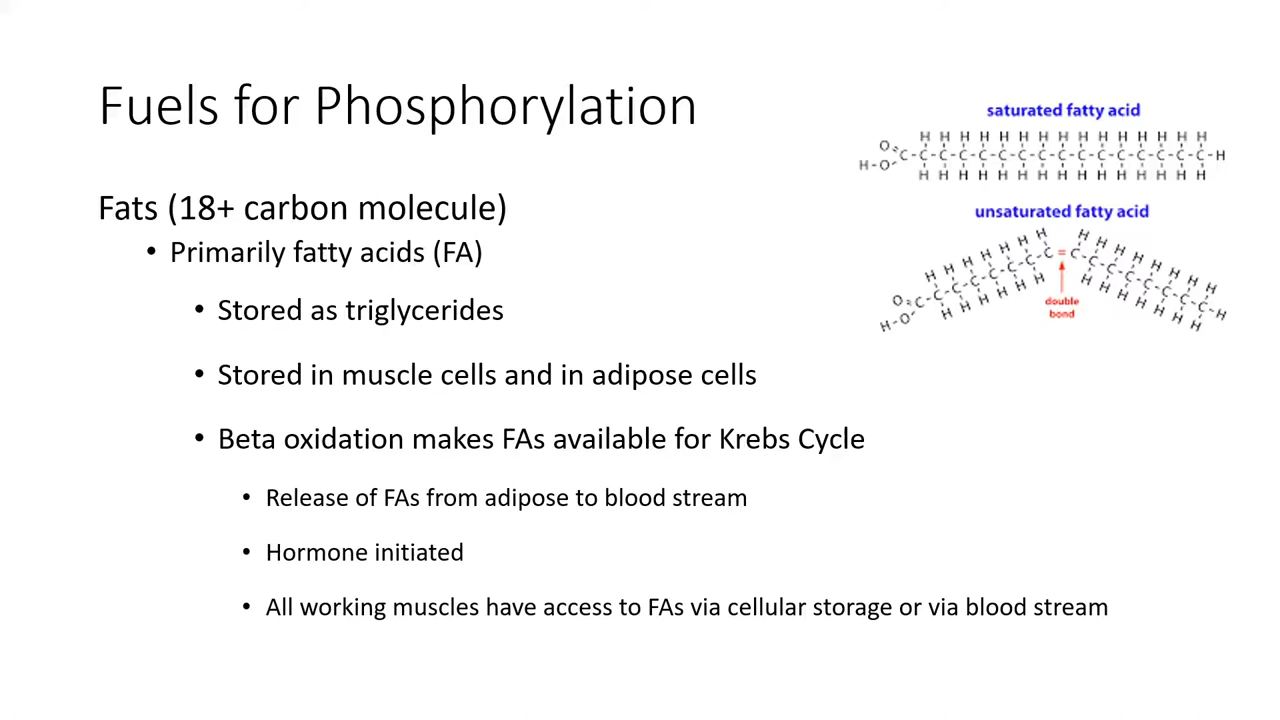 Fuels for Phosphorylation
Fats (18+ carbon molecule)
• Primarily fatty acids (FA)
• Stored as triglycerides
• Stored in muscle cells and in adipose cells
• Beta oxidation makes FAs available for Krebs Cycle
• Release of FAs from adipose to blood stream
• Hormone initiated
• All working muscles have access to FAs via cellular storage or via blood stream
saturated fatty acid
H H H H H H H H H H H H H H H
O
C-C-C-C-C-C-C-C-C-C-C-C-C-C-C-C-H
H-O
H H H H H H H H H H H H H H H
unsaturated fatty acid
double
bond